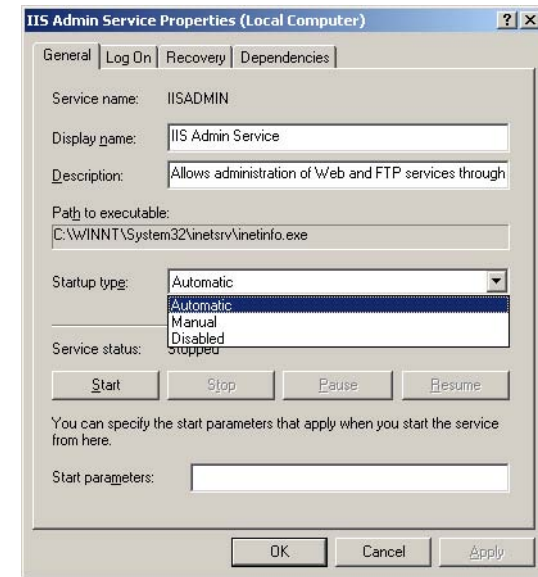 IIS Admin Service Properties (Local Computer)
General Log On Recovery Dependencies
Service name: IISADMIN
Display name: IIS Admin Service
Description: Allows administration of Web and FTP services through
Path to executable:
C:\WINNT\System32\inetsrv\inetinfo.exe
Startup type: Automatic
Automatic
Manual
Disabled
Service status: Stopped
Start Stop Pause Resume
You can specify the start parameters that apply when you start the service
from here.
Start parameters:
OK Cancel Apply